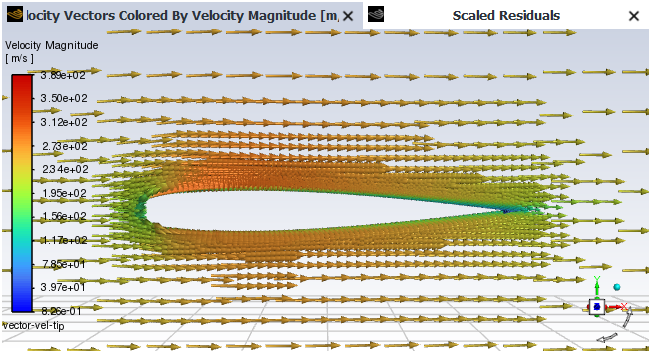 locity Vectors Colored By Velocity Magnitude [m,
Scaled Residuals
Velocity Magnitude
[ m/s ]
3.89e+02
3.50e+02
3.12e+02
2.73e+02
2.34e+02
1.95e+02
1.56e+02
1.17e+02
7.85e+01
3.97e+01
8.26e-01
vector-vel-tip
Y
X